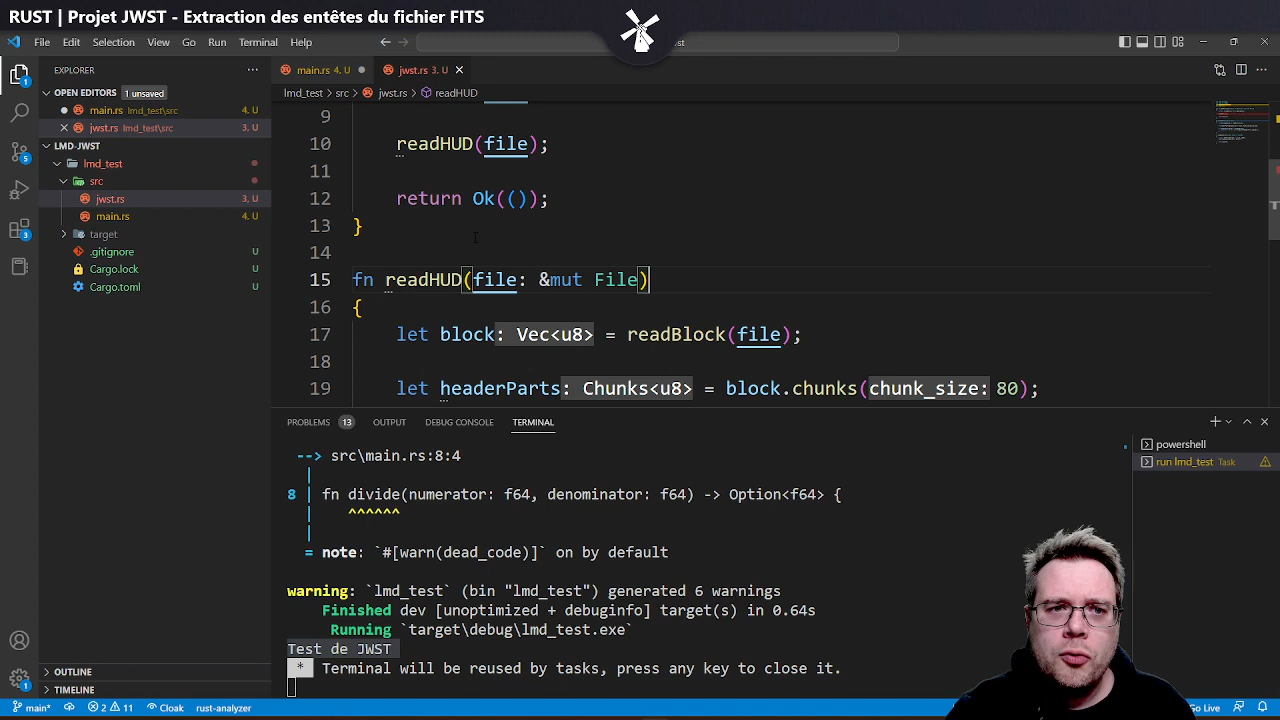 RUST | Projet JWST - Extraction des entêtes du fichier FITS
File Edit Selection View Go Run Terminal Help
EXPLORER
main.rs 4, U
jwst.rs 3, U
OPEN EDITORS 1 unsaved
lmd_test > src > jwst.rs > readHUD
main.rs lmd_test\src 4, U
jwst.rs lmd_test\src 3, U
LMD-JWST
lmd_test
src
jwst.rs 3, U
main.rs 4, U
target
.gitignore U
Cargo.lock U
Cargo.toml U
9
10 readHUD(file);
11
12 return Ok(());
13 }
14
15 fn readHUD(file: &mut File)
16 {
17 let block: Vec<u8> = readBlock(file);
18
19 let headerParts: Chunks<u8> = block.chunks(chunk_size: 80);
PROBLEMS 13 OUTPUT DEBUG CONSOLE TERMINAL
powershell
run lmd_test Task
--> src\main.rs:8:4
|
8 | fn divide(numerator: f64, denominator: f64) -> Option<f64> {
| ^^^^^^
|
= note: `#[warn(dead_code)]` on by default
warning: `lmd_test` (bin "lmd_test") generated 6 warnings
Finished dev [unoptimized + debuginfo] target(s) in 0.64s
Running `target\debug\lmd_test.exe`
Test de JWST
* Terminal will be reused by tasks, press any key to close it.
OUTLINE
TIMELINE
main* 2 11 Cloak rust-analyzer Go Live